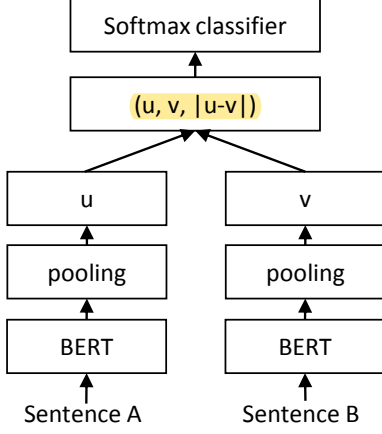 Softmax classifier
(u, v, |u-v|)
u
v
pooling
pooling
BERT
BERT
Sentence A
Sentence B